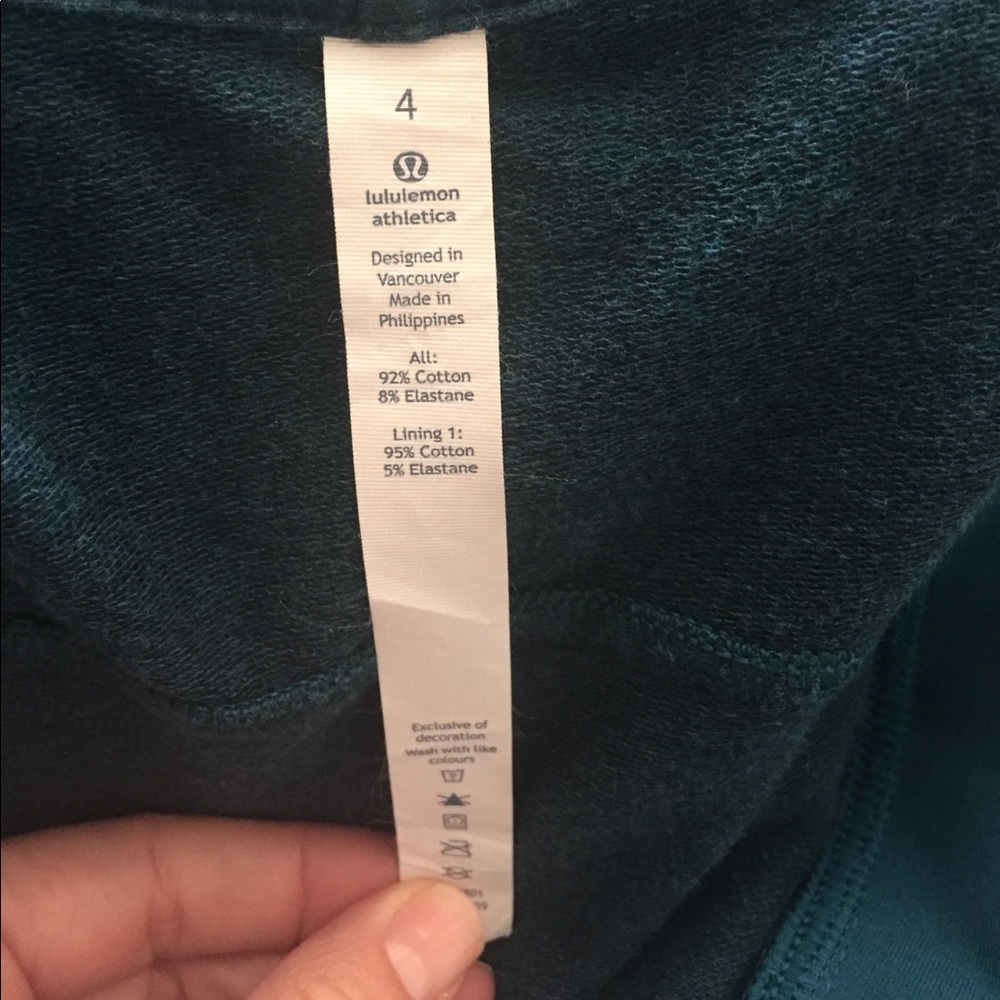 4
lululemon
athletica
Designed in
Vancouver
Made in
Philippines
All:
92% Cotton
8% Elastane
Lining 1:
95% Cotton
5% Elastane
Exclusive of
decoration
Wash with like
colours